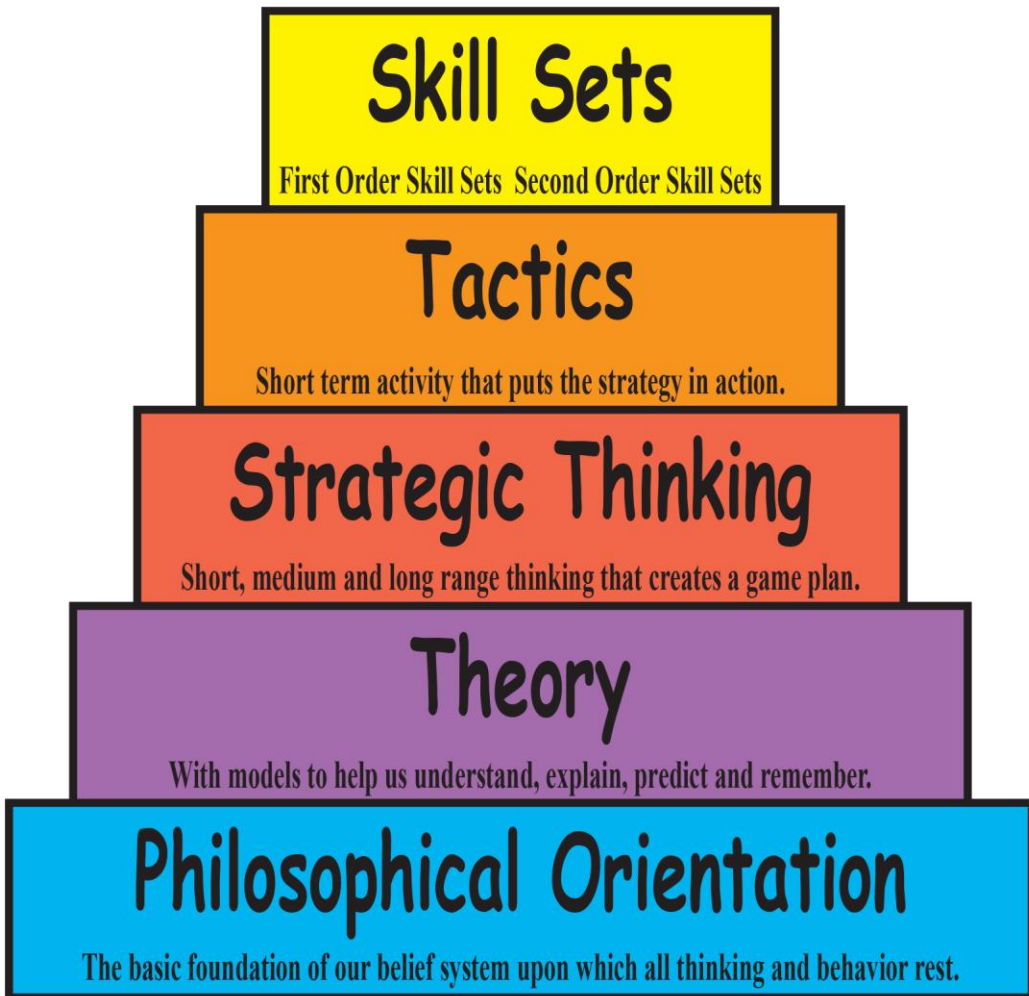 Skill Sets
First Order Skill Sets  Second Order Skill Sets
Tactics
Short term activity that puts the strategy in action.
Strategic Thinking
Short, medium and long range thinking that creates a game plan.
Theory
With models to help us understand, explain, predict and remember.
Philosophical Orientation
The basic foundation of our belief system upon which all thinking and behavior rest.